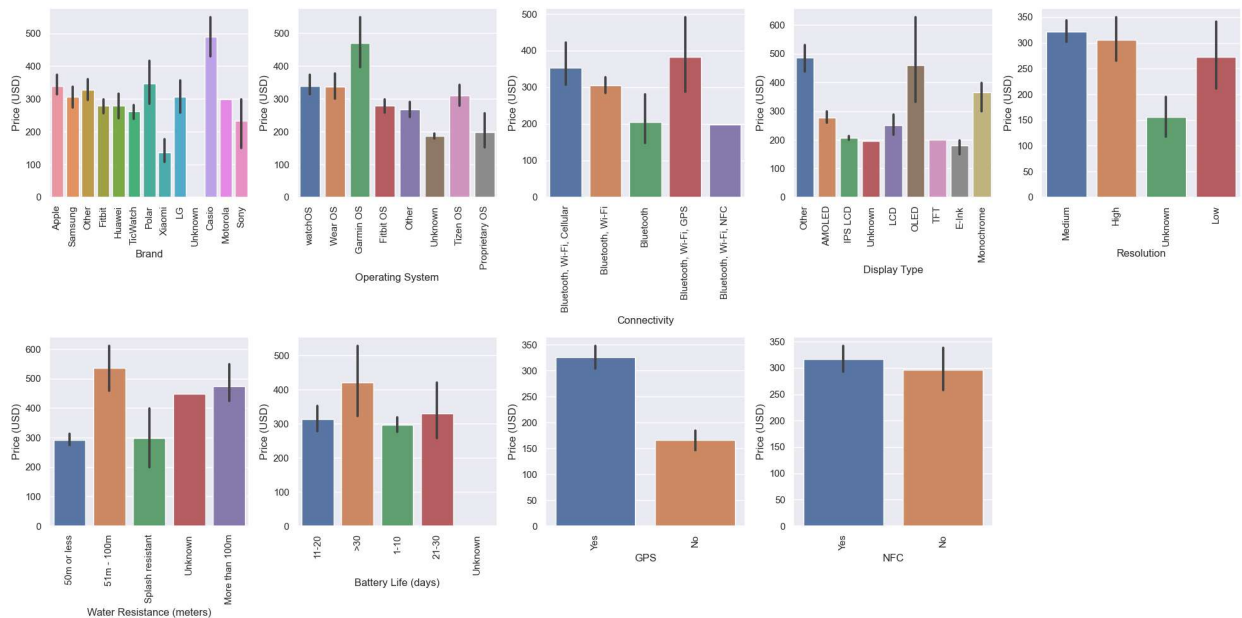 Price (USD)
500
400
300
200
100
0
Apple
Samsung
Other
Fitbit
Huawei
TicWatch
Polar
Xiaomi
LG
Unknown
Casio
Motorola
Sony
Brand
Price (USD)
500
400
300
200
100
0
watchOS
Wear OS
Garmin OS
Fitbit OS
Other
Unknown
Tizen OS
Proprietary OS
Operating System
Price (USD)
500
400
300
200
100
0
Bluetooth, Wi-Fi, Cellular
Bluetooth, Wi-Fi
Bluetooth
Bluetooth, Wi-Fi, GPS
Bluetooth, Wi-Fi, NFC
Connectivity
Price (USD)
600
500
400
300
200
100
0
Other
AMOLED
IPS LCD
Unknown
LCD
OLED
TFT
E-Ink
Monochrome
Display Type
Price (USD)
350
300
250
200
150
100
50
0
Medium
High
Unknown
Low
Resolution
Price (USD)
600
500
400
300
200
100
0
50m or less
51m - 100m
Splash resistant
Unknown
More than 100m
Water Resistance (meters)
Price (USD)
500
400
300
200
100
0
11-20
>30
1-10
21-30
Unknown
Battery Life (days)
Price (USD)
350
300
250
200
150
100
50
0
Yes
No
GPS
Price (USD)
350
300
250
200
150
100
50
0
Yes
No
NFC